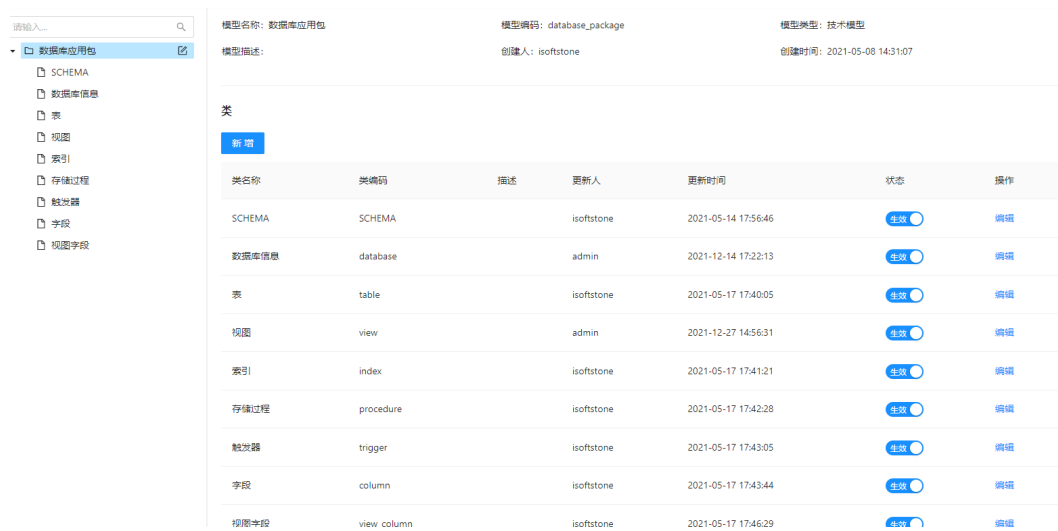 请输入...
数据库应用包
SCHEMA
数据库信息
表
视图
索引
存储过程
触发器
字段
视图字段
模型名称：数据库应用包 模型编码：database_package 模型类型：技术模型
模型描述： 创建人：isoftstone 创建时间：2021-05-08 14:31:07
类
新 增
类名称 类编码 描述 更新人 更新时间 状态 操作
SCHEMA SCHEMA isoftstone 2021-05-14 17:56:46 生效 编辑
数据库信息 database admin 2021-12-14 17:22:13 生效 编辑
表 table isoftstone 2021-05-17 17:40:05 生效 编辑
视图 view admin 2021-12-27 14:56:31 生效 编辑
索引 index isoftstone 2021-05-17 17:41:21 生效 编辑
存储过程 procedure isoftstone 2021-05-17 17:42:28 生效 编辑
触发器 trigger isoftstone 2021-05-17 17:43:05 生效 编辑
字段 column isoftstone 2021-05-17 17:43:44 生效 编辑
视图字段 view_column isoftstone 2021-05-17 17:46:29 生效 编辑